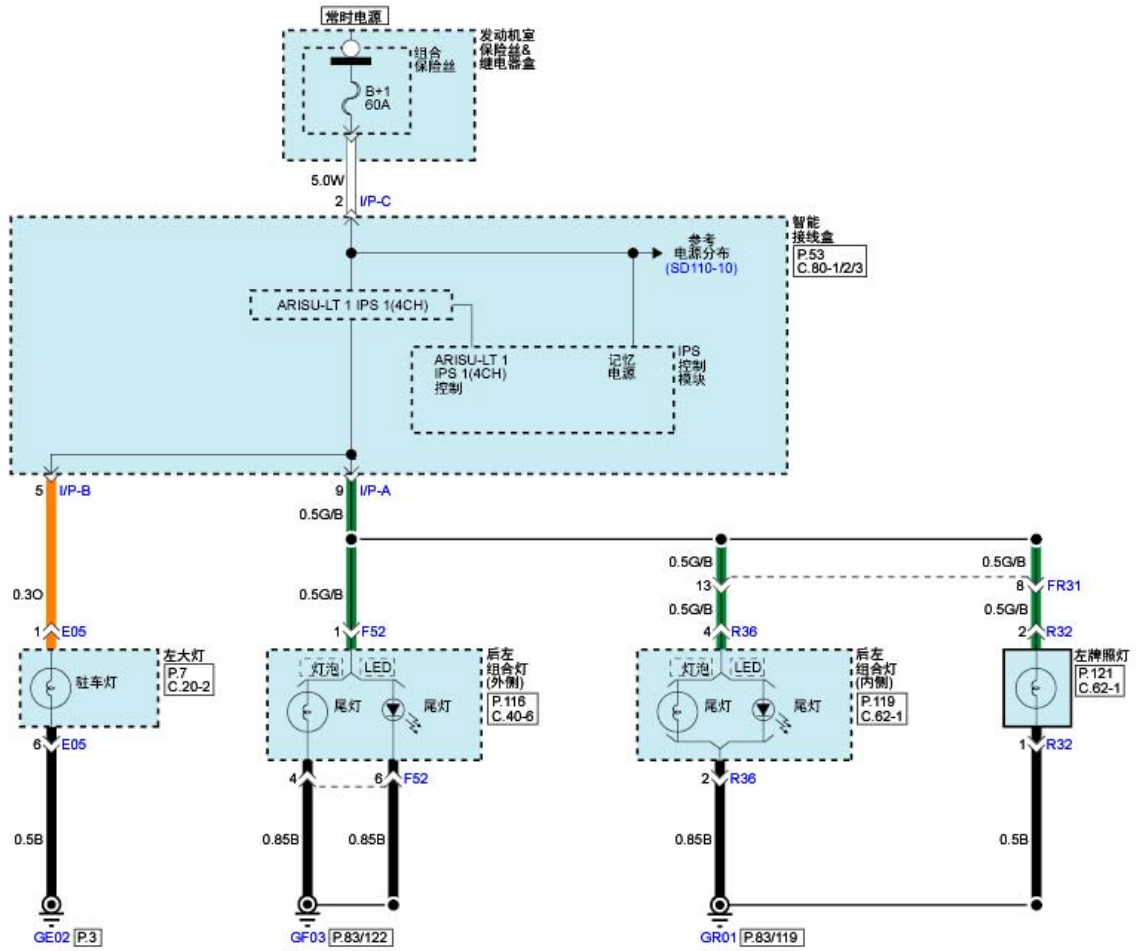 常时电源
发动机室
保险丝&
继电器盒
组合
保险丝
B+1
60A
5.0W
2 I/P-C
智能
接线盒
P.53
C.80-1/2/3
参考
电源分布
(SD110-10)
ARISU-LT 1 IPS 1(4CH)
ARISU-LT 1
IPS 1(4CH)
控制
记忆
电源
IPS
控制
模块
5 I/P-B
9 I/P-A
0.5G/B
0.5G/B
0.5G/B
13
8 FR31
0.3O
0.5G/B
0.5G/B
0.5G/B
1 E05
1 F52
4 R36
2 R32
左大灯
P.7
C.20-2
驻车灯
后左
组合灯
(外侧)
P.116
C.40-6
灯泡
LED
尾灯
尾灯
后左
组合灯
(内侧)
P.119
C.62-1
灯泡
LED
尾灯
尾灯
左牌照灯
P.121
C.62-1
6 E05
4
6 F52
2 R36
1 R32
0.5B
0.85B
0.85B
0.85B
0.5B
GE02 P.3
GF03 P.83/122
GR01 P.83/119